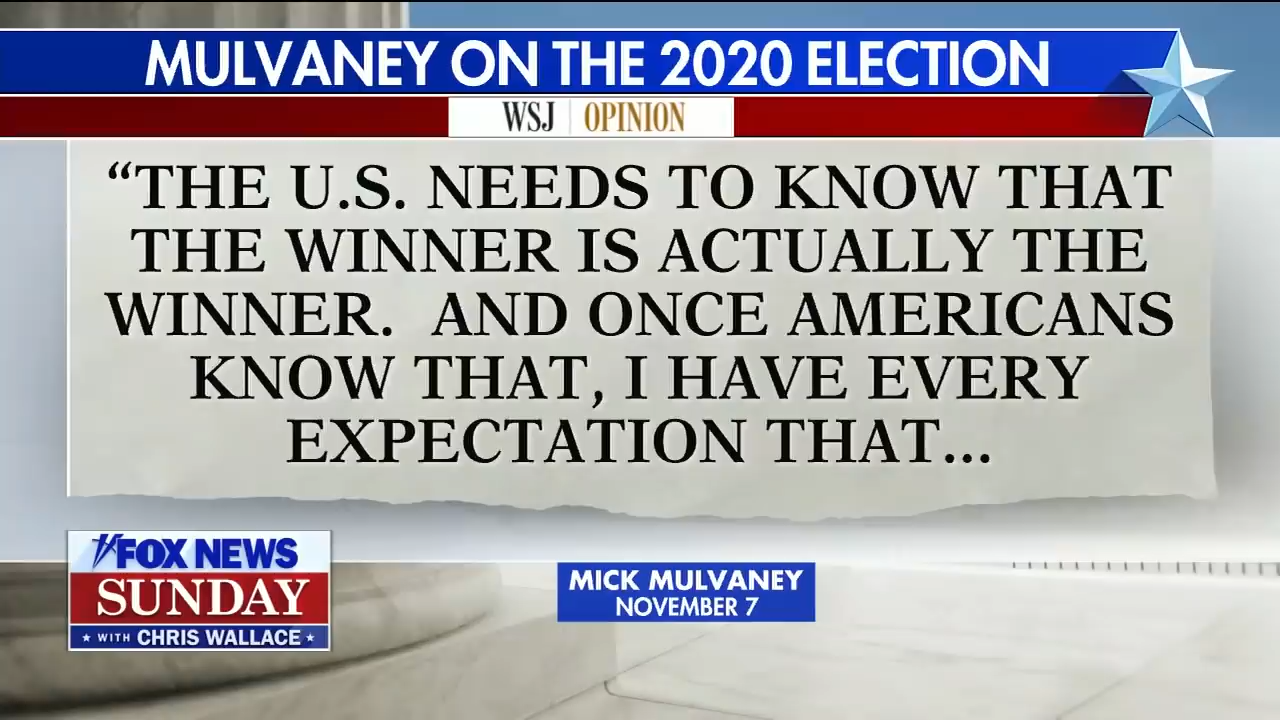 MULVANEY ON THE 2020 ELECTION
WSJ | OPINION
“THE U.S. NEEDS TO KNOW THAT
THE WINNER IS ACTUALLY THE
WINNER.  AND ONCE AMERICANS
KNOW THAT, I HAVE EVERY
EXPECTATION THAT...
FOX NEWS
SUNDAY
WITH CHRIS WALLACE
MICK MULVANEY
NOVEMBER 7